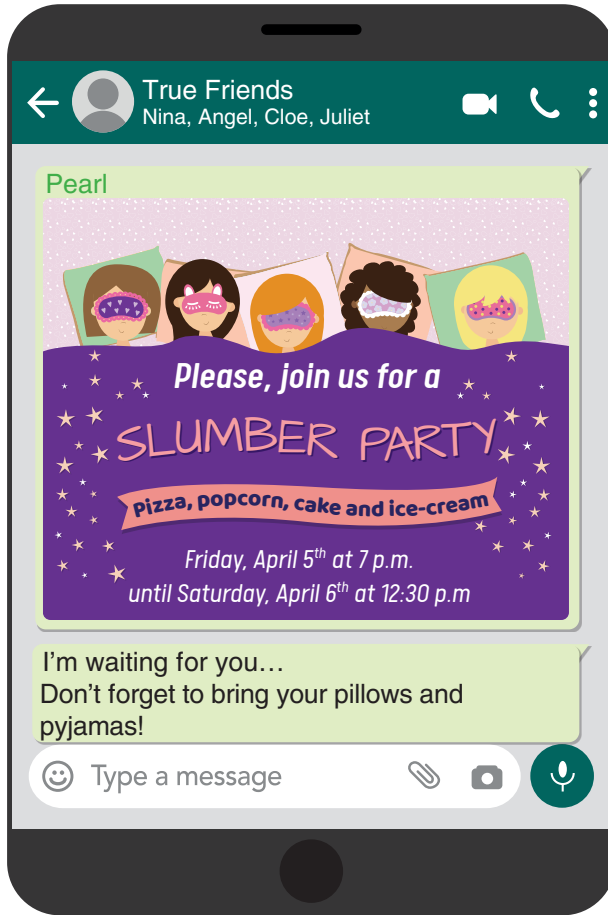 True Friends
Nina, Angel, Cloe, Juliet
Pearl
Please, join us for a
SLUMBER PARTY
Pizza, popcorn, cake and ice-cream
Friday, April 5th at 7 p.m.
until Saturday, April 6th at 12:30 p.m
I'm waiting for you…
Don't forget to bring your pillows and
pyjamas!
Type a message